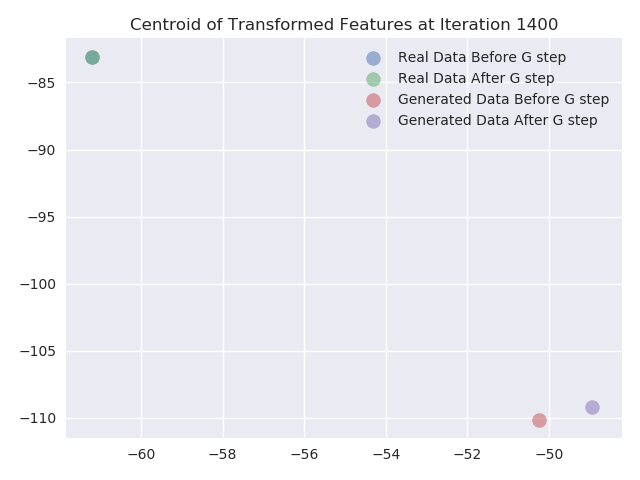 Centroid of Transformed Features at Iteration 1400
Real Data Before G step
Real Data After G step
Generated Data Before G step
Generated Data After G step
−85
−90
−95
−100
−105
−110
−60 −58 −56 −54 −52 −50